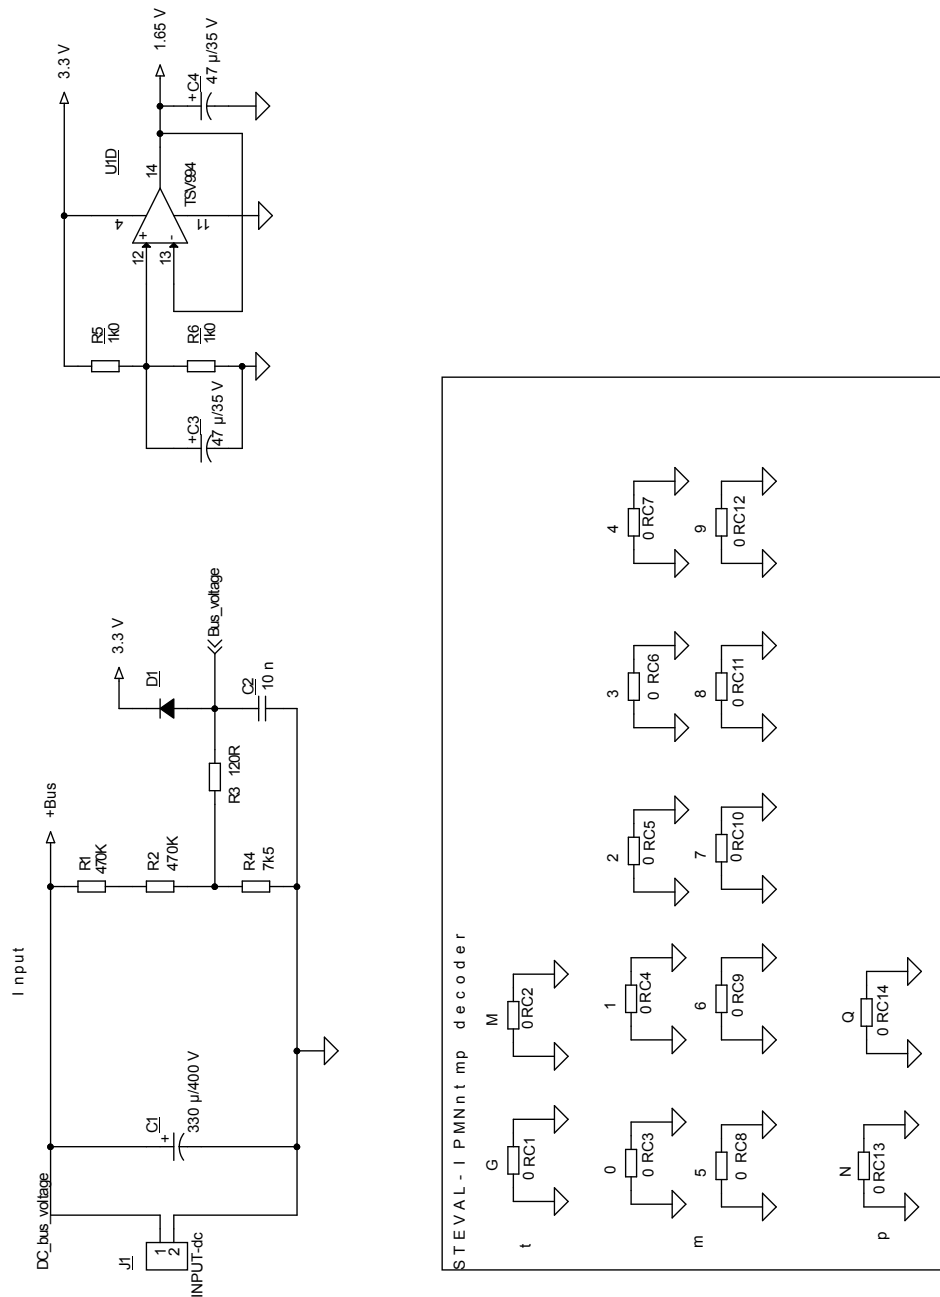 Input
DC_bus_voltage
J1
1
2
INPUT-dc
C1
+
330 µ/400 V
+Bus
R1
470K
R2
470K
R4
7k5
R3 120R
3.3 V
D1
Bus_voltage
C2
10 n
+C3
47 µ/35 V
R5
1k0
R6
1k0
3.3 V
U1D
4
12
+
13
-
14
TSV994
11
1.65 V
+C4
47 µ/35 V
STEVAL-IPMNntmp decoder
t
G
0 RC1
M
0 RC2
m
0
0 RC3
1
0 RC4
2
0 RC5
3
0 RC6
4
0 RC7
5
0 RC8
6
0 RC9
7
0 RC10
8
0 RC11
9
0 RC12
p
N
0 RC13
Q
0 RC14